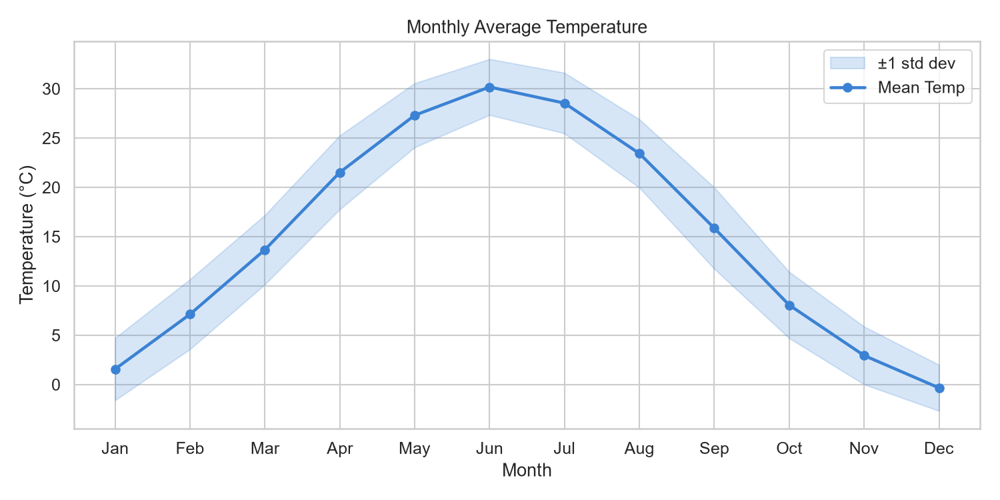 Monthly Average Temperature
±1 std dev
Mean Temp
Temperature (°C)
30
25
20
15
10
5
0
Jan Feb Mar Apr May Jun Jul Aug Sep Oct Nov Dec
Month